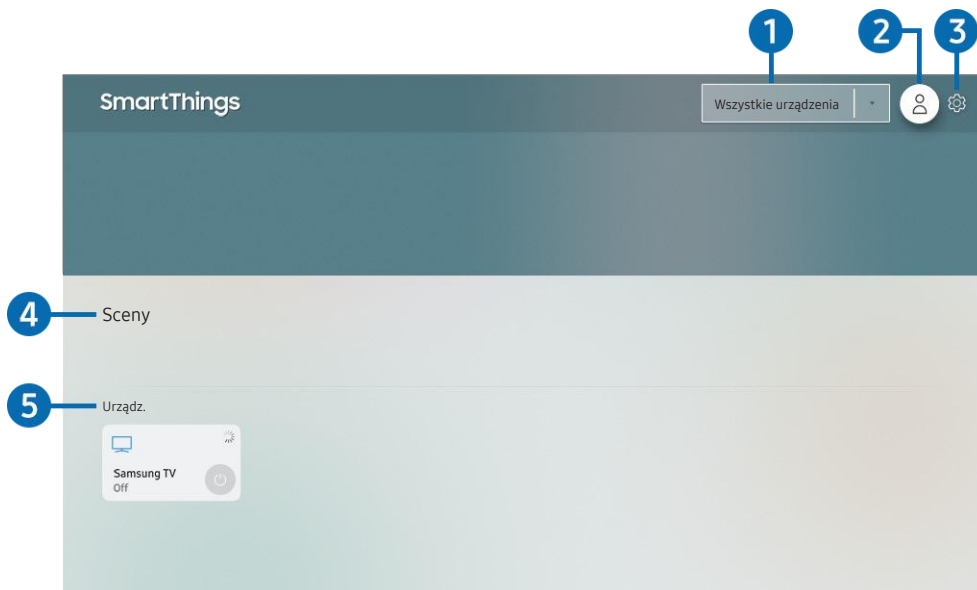 1 2 3
SmartThings
Wszystkie urządzenia
4 Sceny
5 Urządz.
Samsung TV
Off